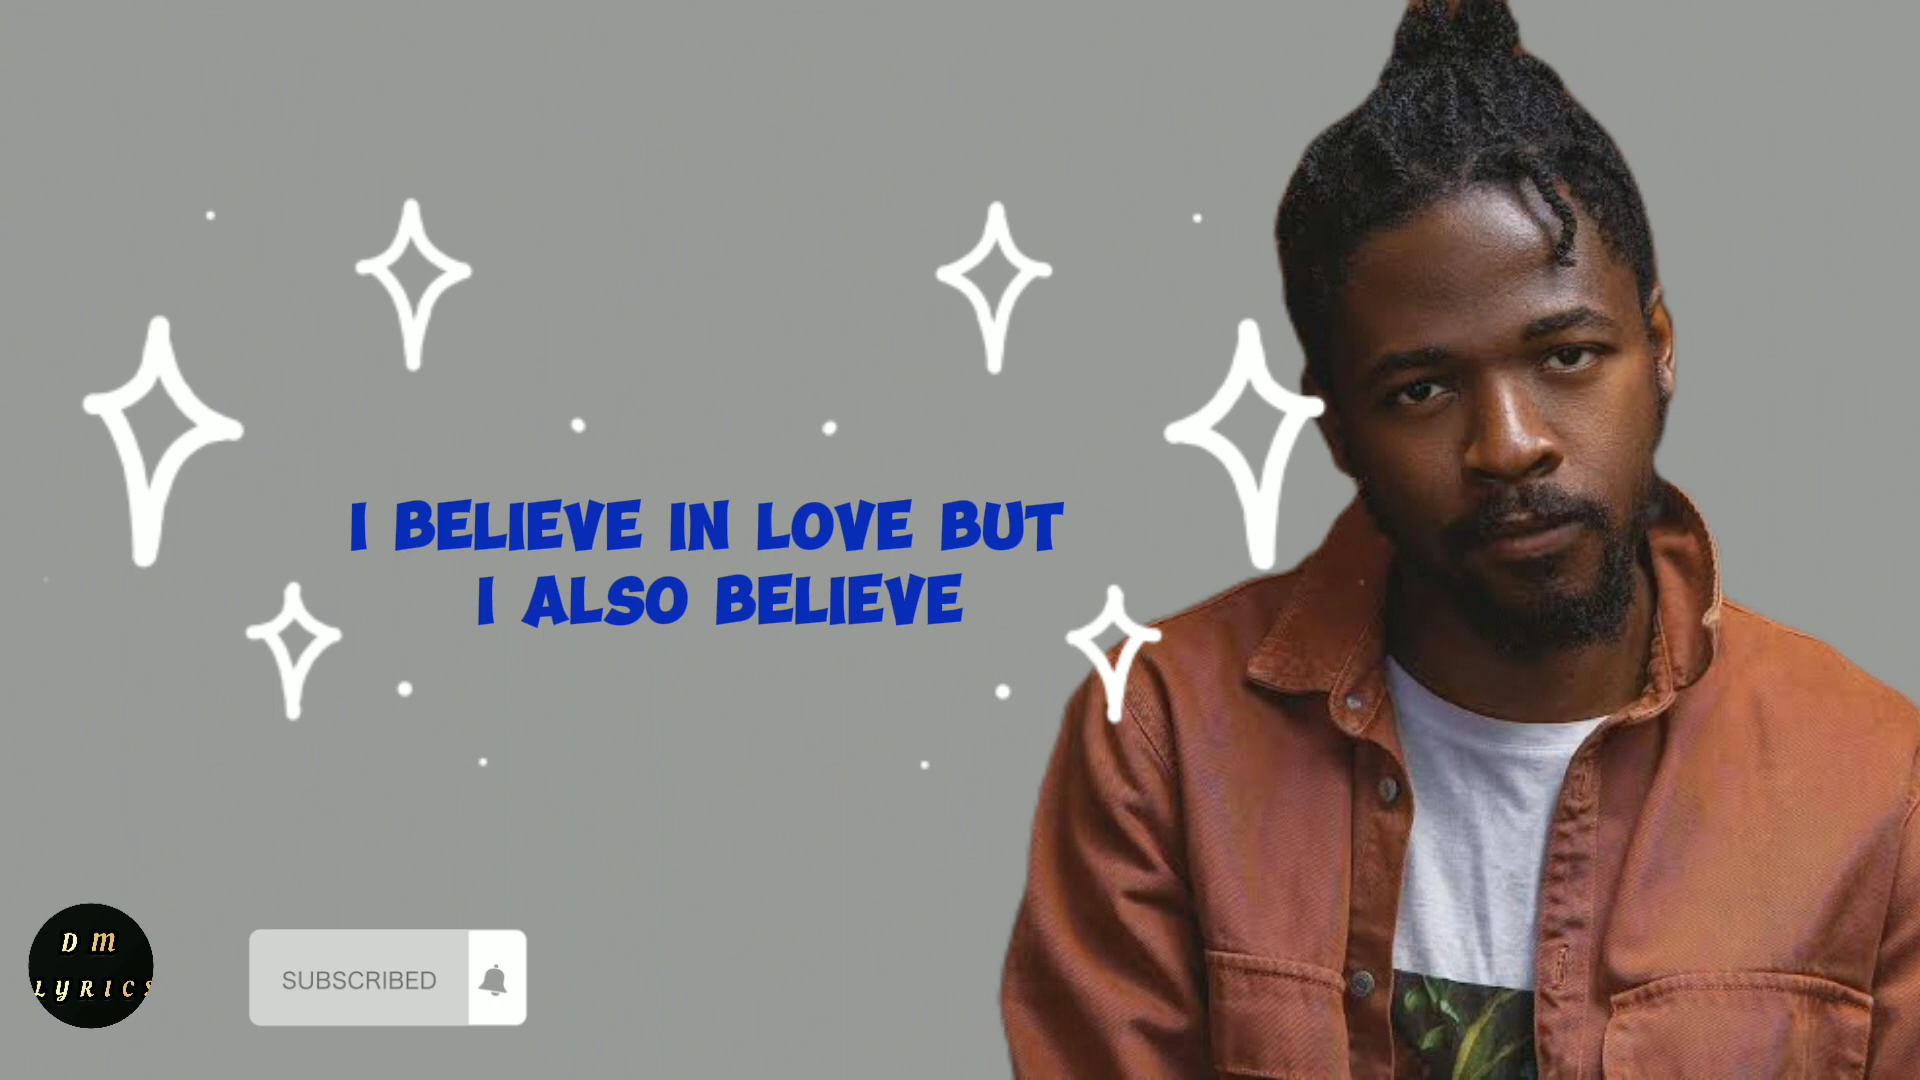 I BELIEVE IN LOVE BUT
I ALSO BELIEVE
D M
LYRICS
SUBSCRIBED